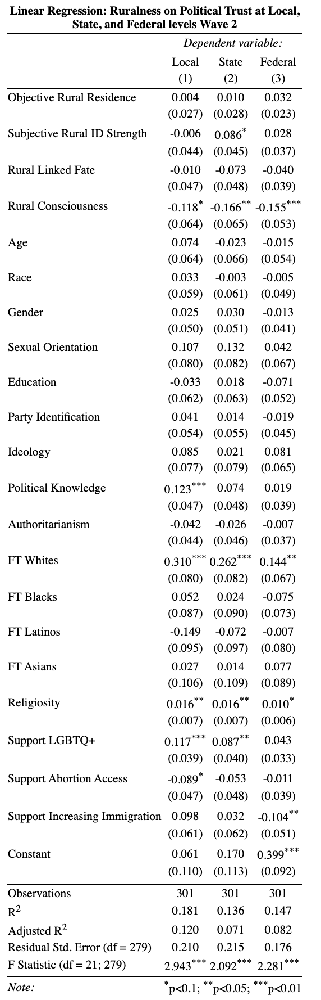 Linear Regression: Ruralness on Political Trust at Local,
State, and Federal levels Wave 2
Dependent variable:
Local State Federal
(1) (2) (3)
Objective Rural Residence 0.004 0.010 0.032
(0.027) (0.028) (0.023)
Subjective Rural ID Strength -0.006 0.086* 0.028
(0.044) (0.045) (0.037)
Rural Linked Fate -0.010 -0.073 -0.040
(0.047) (0.048) (0.039)
Rural Consciousness -0.118* -0.166** -0.155***
(0.064) (0.065) (0.053)
Age 0.074 -0.023 -0.015
(0.064) (0.066) (0.054)
Race 0.033 -0.003 -0.005
(0.059) (0.061) (0.049)
Gender 0.025 0.030 -0.013
(0.050) (0.051) (0.041)
Sexual Orientation 0.107 0.132 0.042
(0.080) (0.082) (0.067)
Education -0.033 0.018 -0.071
(0.062) (0.063) (0.052)
Party Identification 0.041 0.014 -0.019
(0.054) (0.055) (0.045)
Ideology 0.085 0.021 0.081
(0.077) (0.079) (0.065)
Political Knowledge 0.123*** 0.074 0.019
(0.047) (0.048) (0.039)
Authoritarianism -0.042 -0.026 -0.007
(0.044) (0.046) (0.037)
FT Whites 0.310*** 0.262*** 0.144**
(0.080) (0.082) (0.067)
FT Blacks 0.052 0.024 -0.075
(0.087) (0.090) (0.073)
FT Latinos -0.149 -0.072 -0.007
(0.095) (0.097) (0.080)
FT Asians 0.027 0.014 0.077
(0.106) (0.109) (0.089)
Religiosity 0.016** 0.016** 0.010*
(0.007) (0.007) (0.006)
Support LGBTQ+ 0.117*** 0.087** 0.043
(0.039) (0.040) (0.033)
Support Abortion Access -0.089* -0.053 -0.011
(0.047) (0.048) (0.039)
Support Increasing Immigration 0.098 0.032 -0.104**
(0.061) (0.062) (0.051)
Constant 0.061 0.170 0.399***
(0.110) (0.113) (0.092)
Observations 301 301 301
R2 0.181 0.136 0.147
Adjusted R2 0.120 0.071 0.082
Residual Std. Error (df = 279) 0.210 0.215 0.176
F Statistic (df = 21; 279) 2.943*** 2.092*** 2.281***
Note: *p<0.1; **p<0.05; ***p<0.01